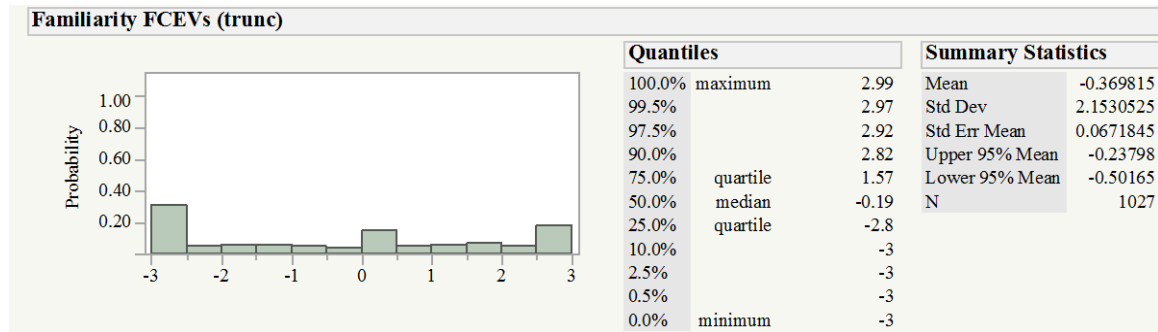 Familiarity FCEVs (trunc)
Probability
1.00
0.80
0.60
0.40
0.20
-3 -2 -1 0 1 2 3
Quantiles
100.0% maximum 2.99
99.5% 2.97
97.5% 2.92
90.0% 2.82
75.0% quartile 1.57
50.0% median -0.19
25.0% quartile -2.8
10.0% -3
2.5% -3
0.5% -3
0.0% minimum -3
Summary Statistics
Mean -0.369815
Std Dev 2.1530525
Std Err Mean 0.0671845
Upper 95% Mean -0.23798
Lower 95% Mean -0.50165
N 1027